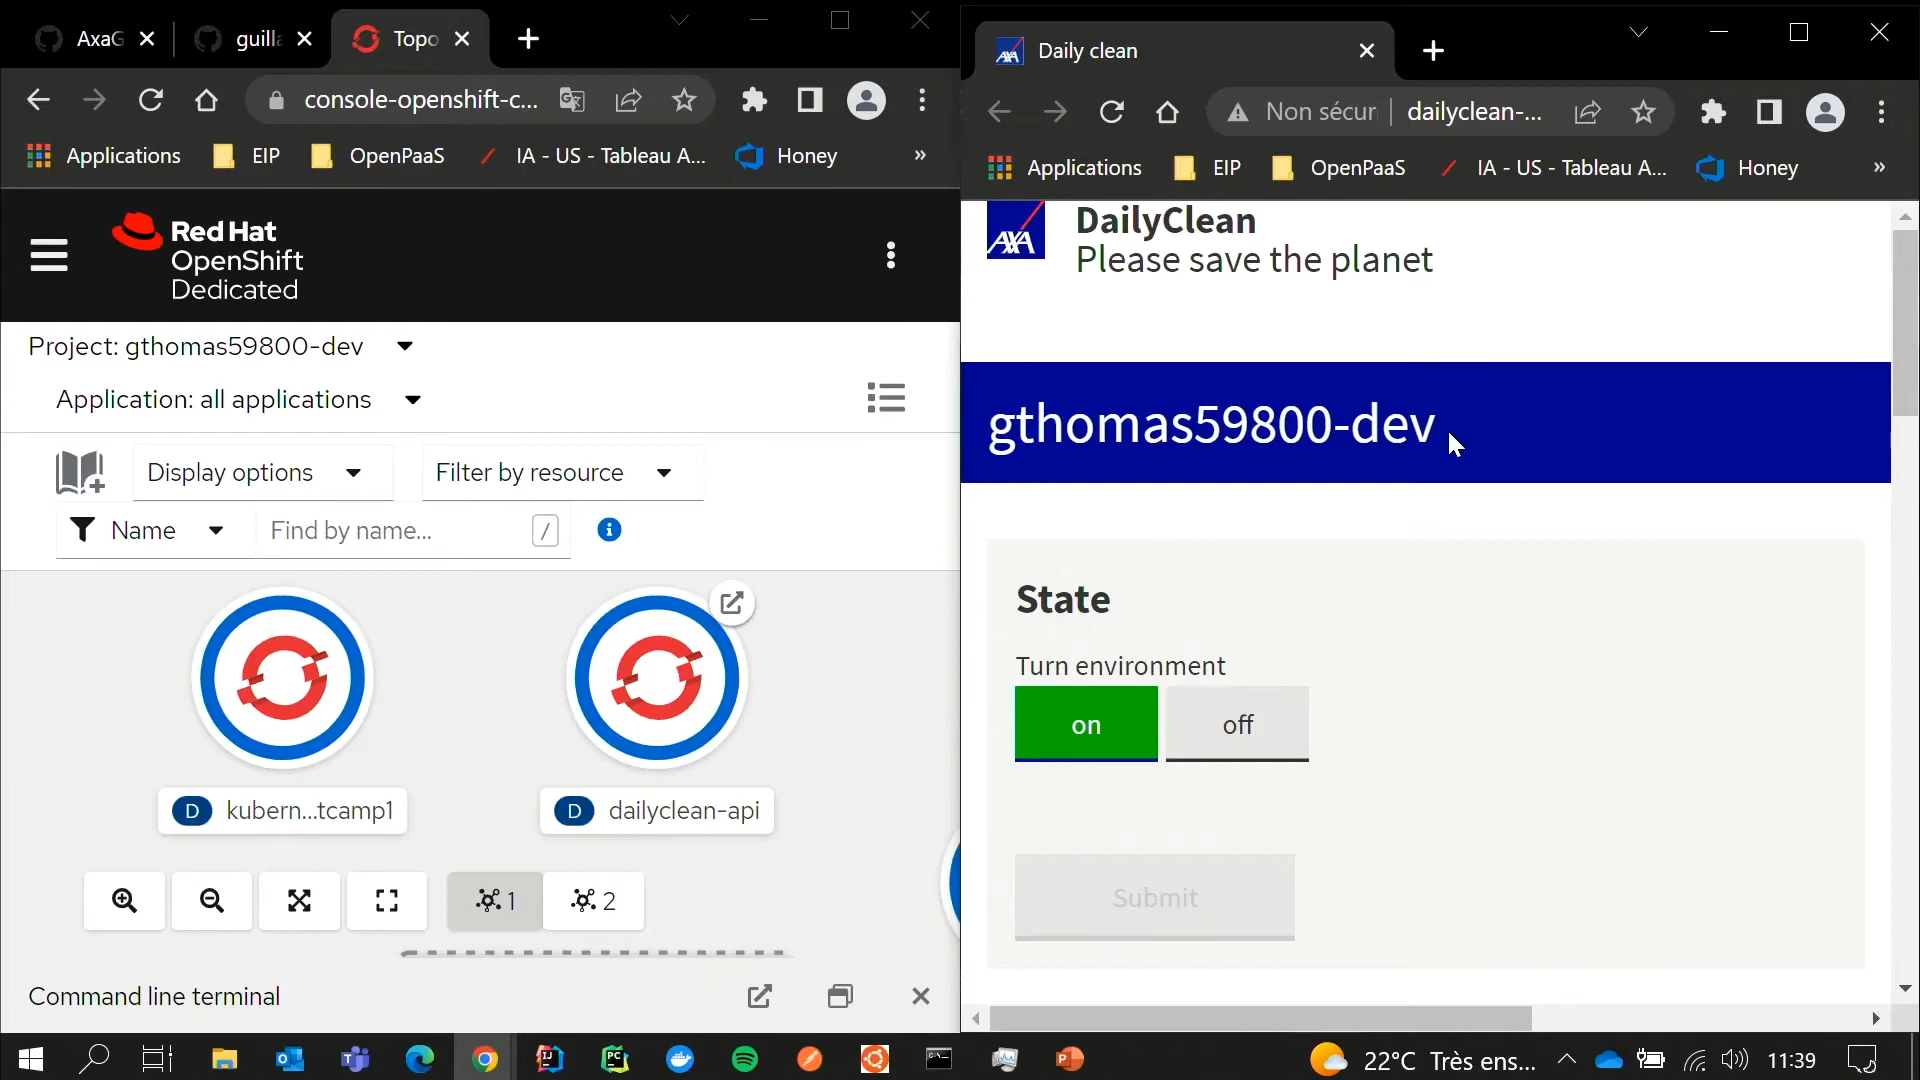 AxaG
guilla
Topo
console-openshift-c...
Applications
EIP
OpenPaaS
IA - US - Tableau A...
Honey
»
Red Hat
OpenShift
Dedicated
Project: gthomas59800-dev
Application: all applications
Display options
Filter by resource
Name
Find by name...
/
D kubern...tcamp1
D dailyclean-api
1
2
Command line terminal
Daily clean
Non sécuri
dailyclean-...
Applications
EIP
OpenPaaS
IA - US - Tableau A...
Honey
»
AXA
DailyClean
Please save the planet
gthomas59800-dev
State
Turn environment
on
off
Submit
22°C Très ens...
11:39